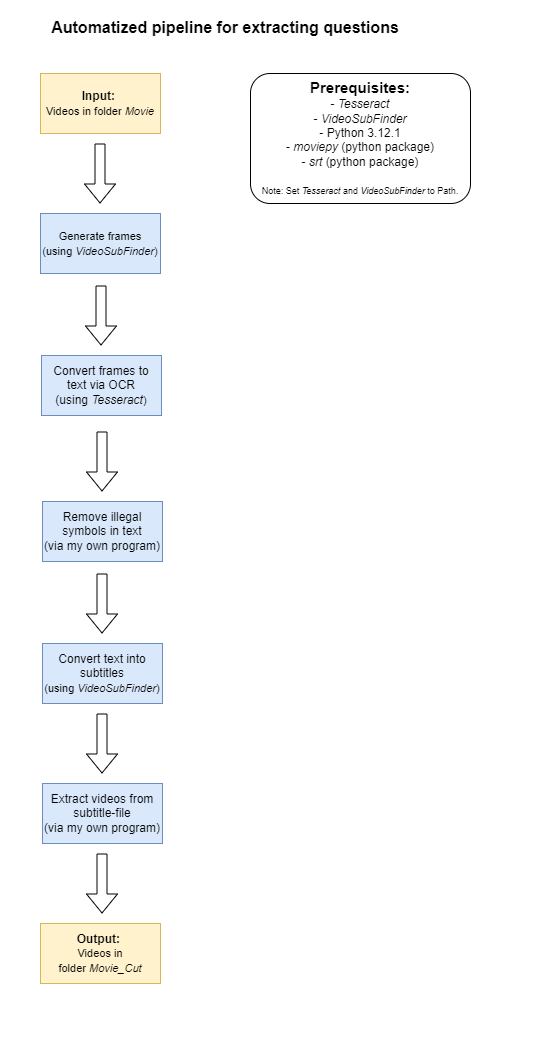 Automatized pipeline for extracting questions
Input:
Videos in folder Movie
Prerequisites:
- Tesseract
- VideoSubFinder
- Python 3.12.1
- moviepy (python package)
- srt (python package)
Note: Set Tesseract and VideoSubFinder to Path.
Generate frames
(using VideoSubFinder)
Convert frames to
text via OCR
(using Tesseract)
Remove illegal
symbols in text
(via my own program)
Convert text into
subtitles
(using VideoSubFinder)
Extract videos from
subtitle-file
(via my own program)
Output:
Videos in
folder Movie_Cut